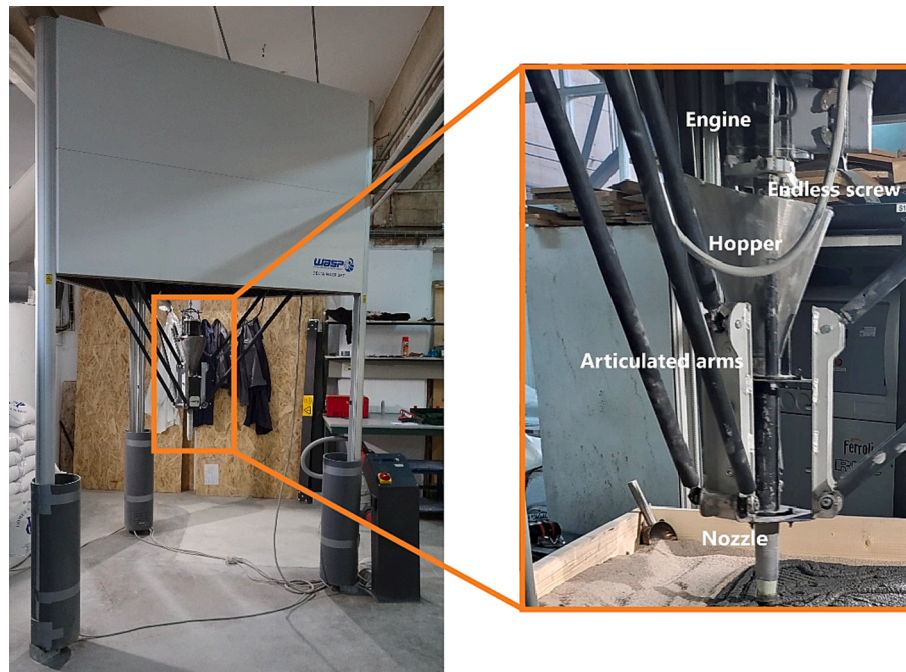 WASP
Engine
Endless screw
Hopper
Articulated arms
Ferroli
Nozzle